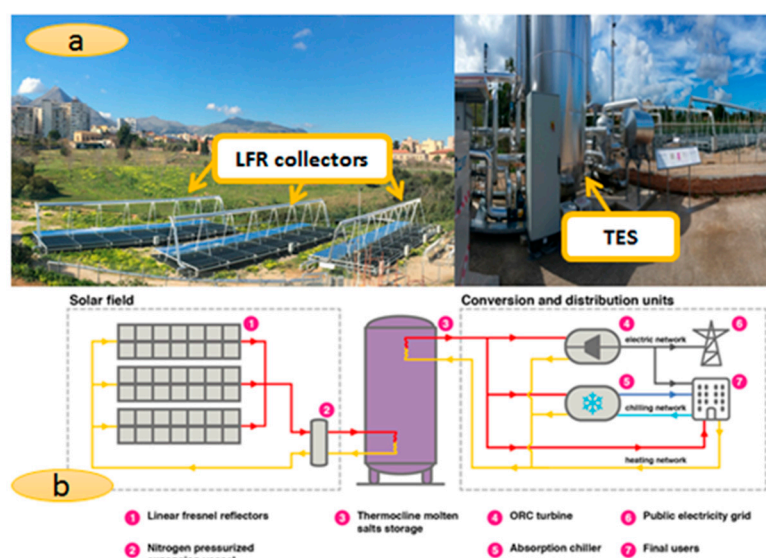 a
LFR collectors
TES
Solar field
Conversion and distribution units
1
2
3
4
electric network
6
5
chilling network
7
heating network
b
1 Linear fresnel reflectors
3 Thermocline molten
salts storage
4 ORC turbine
6 Public electricity grid
2 Nitrogen pressurized
5 Absorption chiller
7 Final users